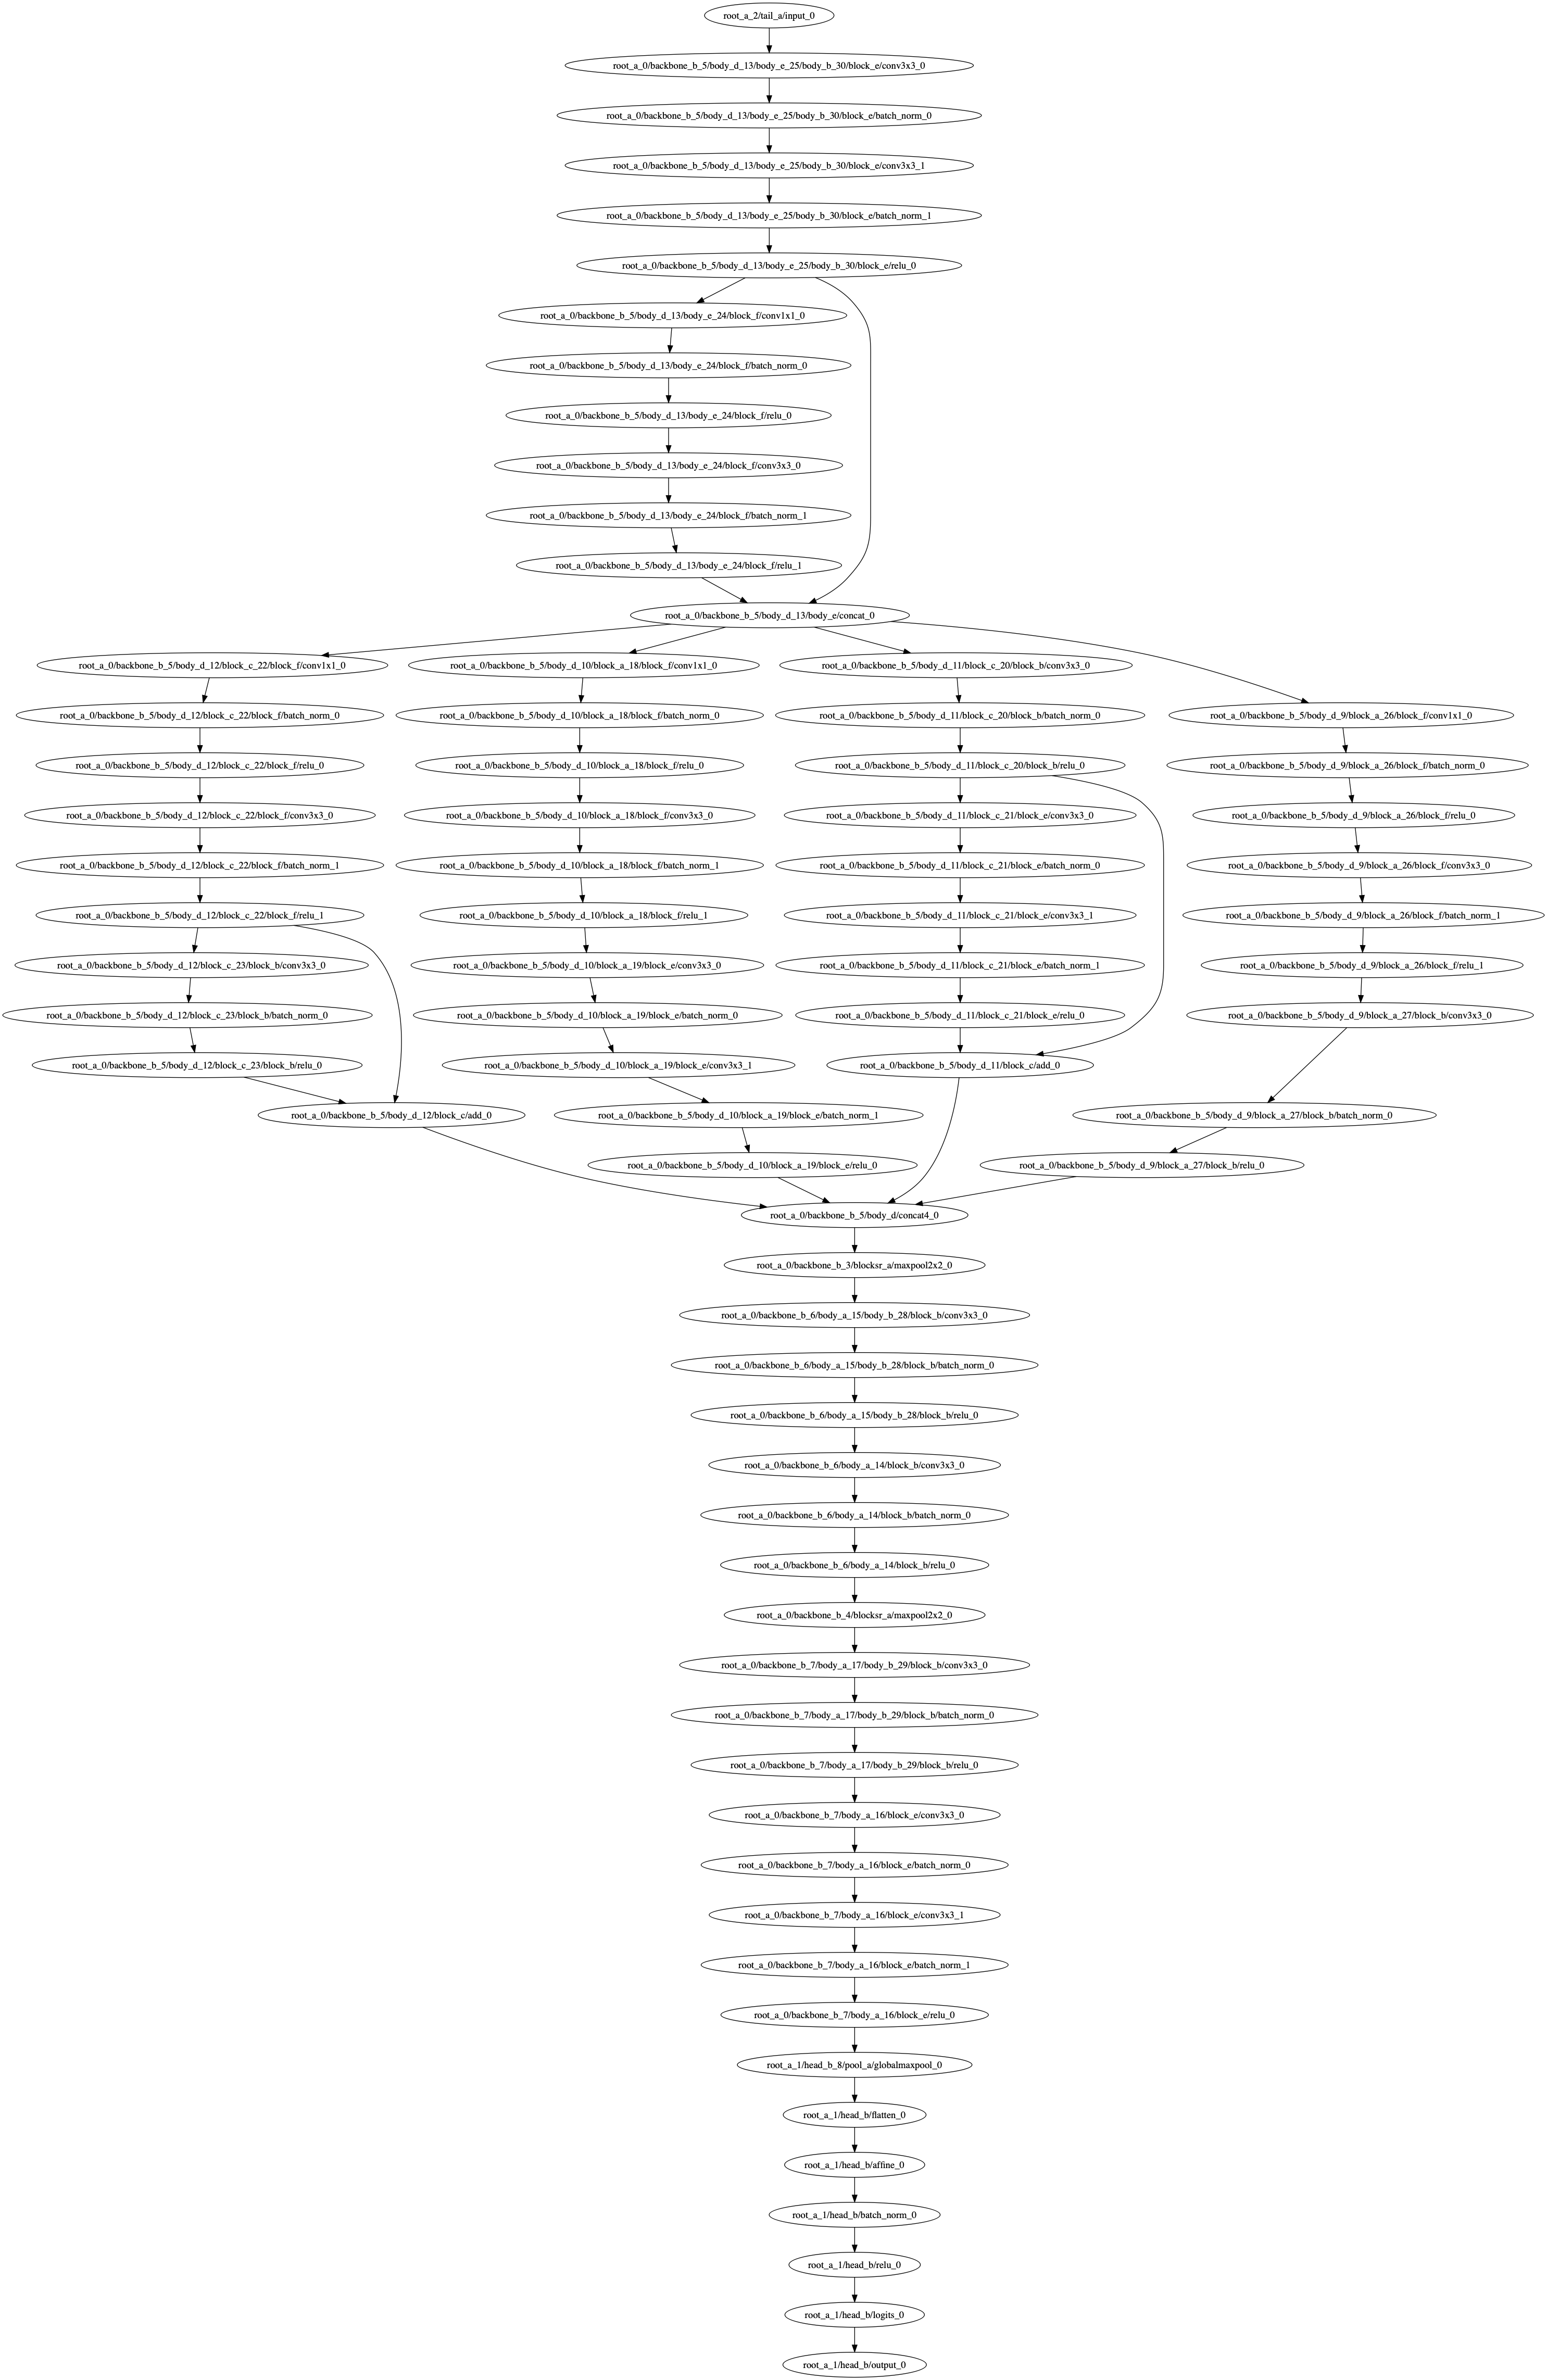 root_a_2/tail_a/input_0
root_a_0/backbone_b_5/body_d_13/body_e_25/body_b_30/block_e/conv3x3_0
root_a_0/backbone_b_5/body_d_13/body_e_25/body_b_30/block_e/batch_norm_0
root_a_0/backbone_b_5/body_d_13/body_e_25/body_b_30/block_e/conv3x3_1
root_a_0/backbone_b_5/body_d_13/body_e_25/body_b_30/block_e/batch_norm_1
root_a_0/backbone_b_5/body_d_13/body_e_25/body_b_30/block_e/relu_0
root_a_0/backbone_b_5/body_d_13/body_e_24/block_f/conv1x1_0
root_a_0/backbone_b_5/body_d_13/body_e_24/block_f/batch_norm_0
root_a_0/backbone_b_5/body_d_13/body_e_24/block_f/relu_0
root_a_0/backbone_b_5/body_d_13/body_e_24/block_f/conv3x3_0
root_a_0/backbone_b_5/body_d_13/body_e_24/block_f/batch_norm_1
root_a_0/backbone_b_5/body_d_13/body_e_24/block_f/relu_1
root_a_0/backbone_b_5/body_d_13/body_e/concat_0
root_a_0/backbone_b_5/body_d_12/block_c_22/block_f/conv1x1_0
root_a_0/backbone_b_5/body_d_10/block_a_18/block_f/conv1x1_0
root_a_0/backbone_b_5/body_d_11/block_c_20/block_b/conv3x3_0
root_a_0/backbone_b_5/body_d_12/block_c_22/block_f/batch_norm_0
root_a_0/backbone_b_5/body_d_10/block_a_18/block_f/batch_norm_0
root_a_0/backbone_b_5/body_d_11/block_c_20/block_b/batch_norm_0
root_a_0/backbone_b_5/body_d_9/block_a_26/block_f/conv1x1_0
root_a_0/backbone_b_5/body_d_12/block_c_22/block_f/relu_0
root_a_0/backbone_b_5/body_d_10/block_a_18/block_f/relu_0
root_a_0/backbone_b_5/body_d_11/block_c_20/block_b/relu_0
root_a_0/backbone_b_5/body_d_9/block_a_26/block_f/batch_norm_0
root_a_0/backbone_b_5/body_d_12/block_c_22/block_f/conv3x3_0
root_a_0/backbone_b_5/body_d_10/block_a_18/block_f/conv3x3_0
root_a_0/backbone_b_5/body_d_11/block_c_21/block_e/conv3x3_0
root_a_0/backbone_b_5/body_d_9/block_a_26/block_f/relu_0
root_a_0/backbone_b_5/body_d_12/block_c_22/block_f/batch_norm_1
root_a_0/backbone_b_5/body_d_10/block_a_18/block_f/batch_norm_1
root_a_0/backbone_b_5/body_d_11/block_c_21/block_e/batch_norm_0
root_a_0/backbone_b_5/body_d_9/block_a_26/block_f/conv3x3_0
root_a_0/backbone_b_5/body_d_12/block_c_22/block_f/relu_1
root_a_0/backbone_b_5/body_d_10/block_a_18/block_f/relu_1
root_a_0/backbone_b_5/body_d_11/block_c_21/block_e/conv3x3_1
root_a_0/backbone_b_5/body_d_9/block_a_26/block_f/batch_norm_1
root_a_0/backbone_b_5/body_d_12/block_c_23/block_b/conv3x3_0
root_a_0/backbone_b_5/body_d_10/block_a_19/block_e/conv3x3_0
root_a_0/backbone_b_5/body_d_11/block_c_21/block_e/batch_norm_1
root_a_0/backbone_b_5/body_d_9/block_a_26/block_f/relu_1
root_a_0/backbone_b_5/body_d_12/block_c_23/block_b/batch_norm_0
root_a_0/backbone_b_5/body_d_10/block_a_19/block_e/batch_norm_0
root_a_0/backbone_b_5/body_d_11/block_c_21/block_e/relu_0
root_a_0/backbone_b_5/body_d_9/block_a_27/block_b/conv3x3_0
root_a_0/backbone_b_5/body_d_12/block_c_23/block_b/relu_0
root_a_0/backbone_b_5/body_d_10/block_a_19/block_e/conv3x3_1
root_a_0/backbone_b_5/body_d_11/block_c/add_0
root_a_0/backbone_b_5/body_d_12/block_c/add_0
root_a_0/backbone_b_5/body_d_10/block_a_19/block_e/batch_norm_1
root_a_0/backbone_b_5/body_d_9/block_a_27/block_b/batch_norm_0
root_a_0/backbone_b_5/body_d_10/block_a_19/block_e/relu_0
root_a_0/backbone_b_5/body_d_9/block_a_27/block_b/relu_0
root_a_0/backbone_b_5/body_d/concat4_0
root_a_0/backbone_b_3/blocksr_a/maxpool2x2_0
root_a_0/backbone_b_6/body_a_15/body_b_28/block_b/conv3x3_0
root_a_0/backbone_b_6/body_a_15/body_b_28/block_b/batch_norm_0
root_a_0/backbone_b_6/body_a_15/body_b_28/block_b/relu_0
root_a_0/backbone_b_6/body_a_14/block_b/conv3x3_0
root_a_0/backbone_b_6/body_a_14/block_b/batch_norm_0
root_a_0/backbone_b_6/body_a_14/block_b/relu_0
root_a_0/backbone_b_4/blocksr_a/maxpool2x2_0
root_a_0/backbone_b_7/body_a_17/body_b_29/block_b/conv3x3_0
root_a_0/backbone_b_7/body_a_17/body_b_29/block_b/batch_norm_0
root_a_0/backbone_b_7/body_a_17/body_b_29/block_b/relu_0
root_a_0/backbone_b_7/body_a_16/block_e/conv3x3_0
root_a_0/backbone_b_7/body_a_16/block_e/batch_norm_0
root_a_0/backbone_b_7/body_a_16/block_e/conv3x3_1
root_a_0/backbone_b_7/body_a_16/block_e/batch_norm_1
root_a_0/backbone_b_7/body_a_16/block_e/relu_0
root_a_1/head_b_8/pool_a/globalmaxpool_0
root_a_1/head_b/flatten_0
root_a_1/head_b/affine_0
root_a_1/head_b/batch_norm_0
root_a_1/head_b/relu_0
root_a_1/head_b/logits_0
root_a_1/head_b/output_0